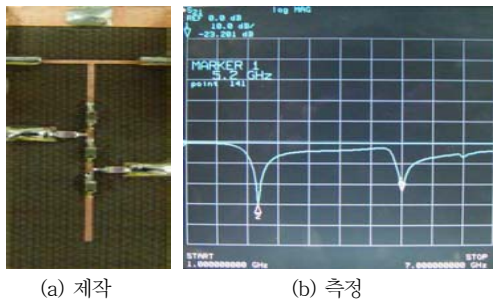 S21 log MAG
REF 0.0 dB
10.0 dB/
-23.201 dB
MARKER 1
5.2 GHz
point 141
2
START
1.000000000 GHz
STOP
7.000000000 GHz
(a) 제작
(b) 측정